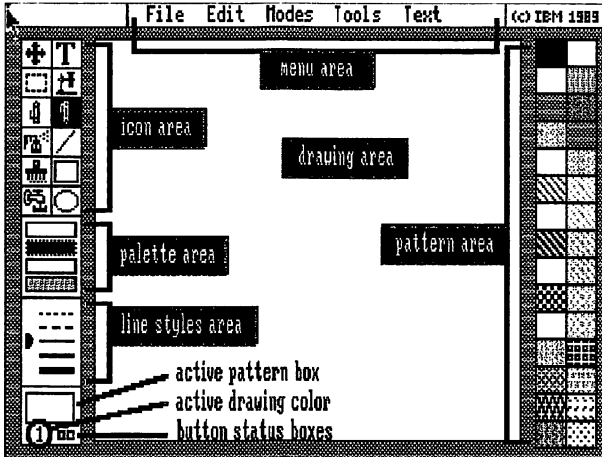 File Edit Modes Tools Text (c) IBM 1989
menu area
T
icon area
drawing area
pattern area
palette area
line styles area
active pattern box
active drawing color
1 button status boxes